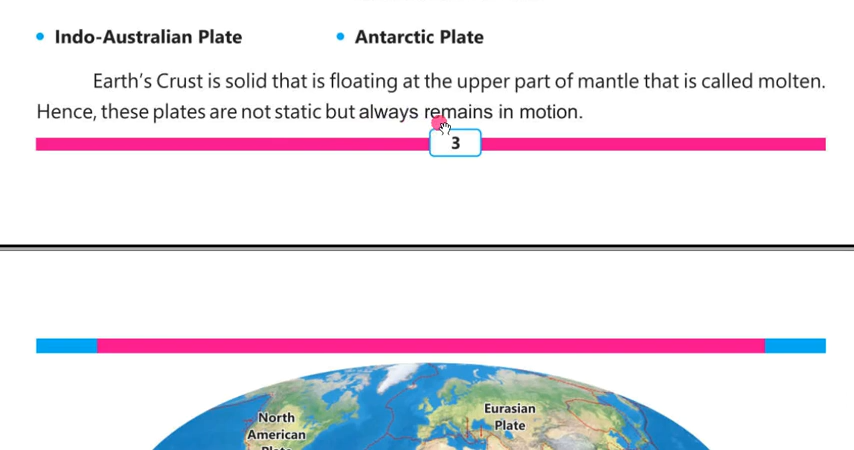 • Indo-Australian Plate • Antarctic Plate
Earth's Crust is solid that is floating at the upper part of mantle that is called molten.
Hence, these plates are not static but always remains in motion.
3
North
American
Plate
Eurasian
Plate